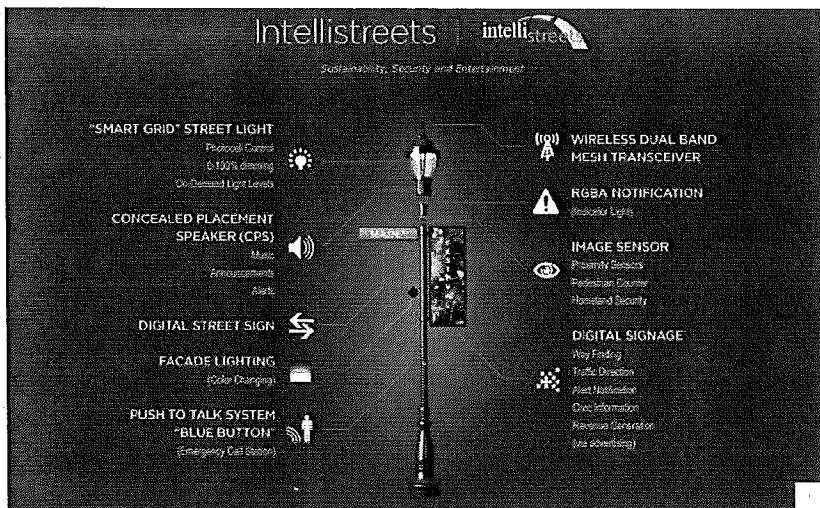 Intellistreets
intellistreets
Sustainability, Security and Entertainment
"SMART GRID" STREET LIGHT
Photocell Control
0-100% dimming
On-Demand Light Levels
CONCEALED PLACEMENT
SPEAKER (CPS)
Music
Announcements
Alerts
DIGITAL STREET SIGN
FACADE LIGHTING
(Color Changing)
PUSH TO TALK SYSTEM
"BLUE BUTTON"
(Emergency Call Station)
MAIN
WIRELESS DUAL BAND
MESH TRANSCEIVER
RGBA NOTIFICATION
(Indicator Light)
IMAGE SENSOR
Proximity Sensors
Pedestrian Counter
Homeland Security
DIGITAL SIGNAGE
Way Finding
Traffic Direction
Alert Notification
Civic Information
Revenue Generation
(via advertising)